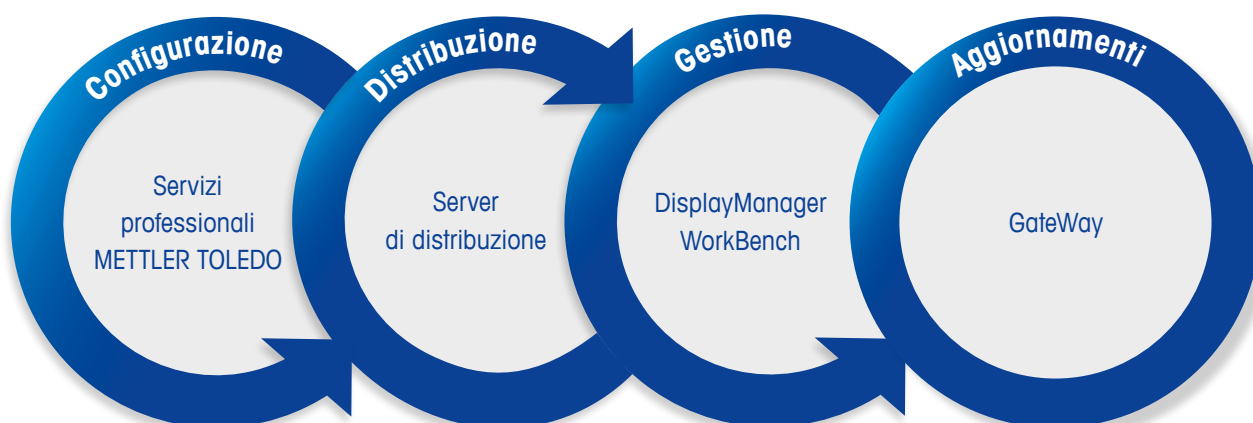 Configurazione
Servizi
professionali
METTLER TOLEDO
Distribuzione
Server
di distribuzione
Gestione
DisplayManager
WorkBench
Aggiornamenti
GateWay